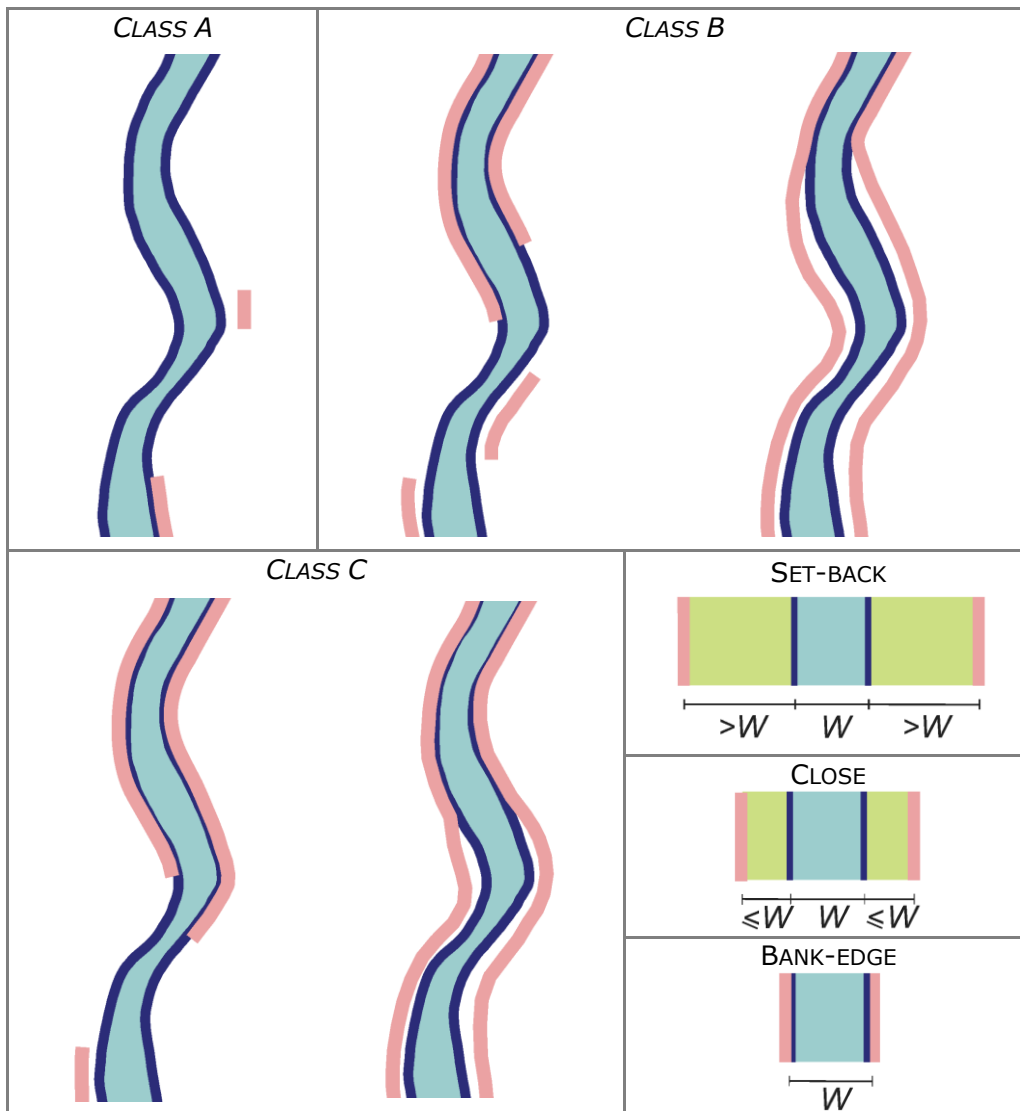 CLASS A
CLASS B
CLASS C
SET-BACK
>W W >W
CLOSE
⩽W W ⩽W
BANK-EDGE
W